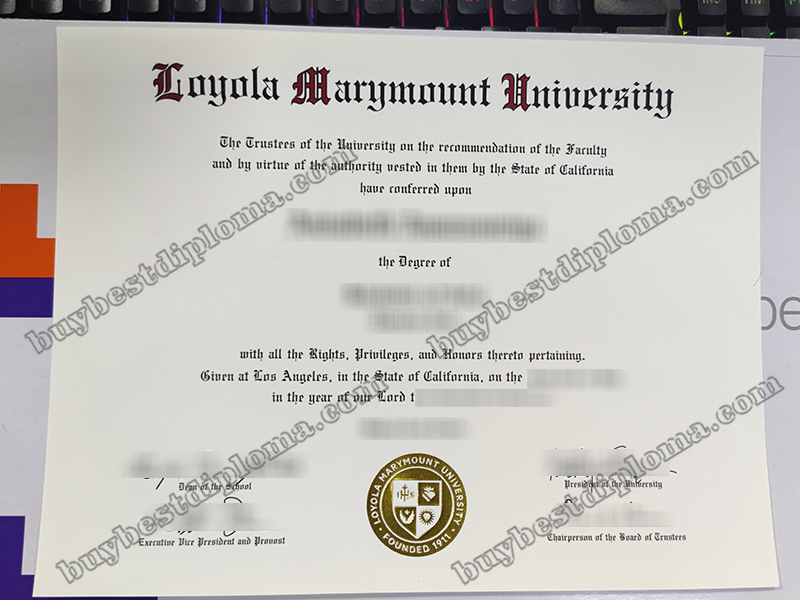 Loyola Marymount University
The Trustees of the University on the recommendation of the Faculty
and by virtue of the authority vested in them by the State of California
have conferred upon
the Degree of
with all the Rights, Privileges, and Honors thereto pertaining.
Given at Los Angeles, in the State of California, on the
in the year of our Lord t
Dean of the School
President of the University
Executive Vice President and Provost
Chairperson of the Board of Trustees
LOYOLA MARYMOUNT UNIVERSITY
IHS
• FOUNDED 1911 •
buybestdiploma.com
buybestdiploma.com
buybestdiploma.com
buybestdiploma.com